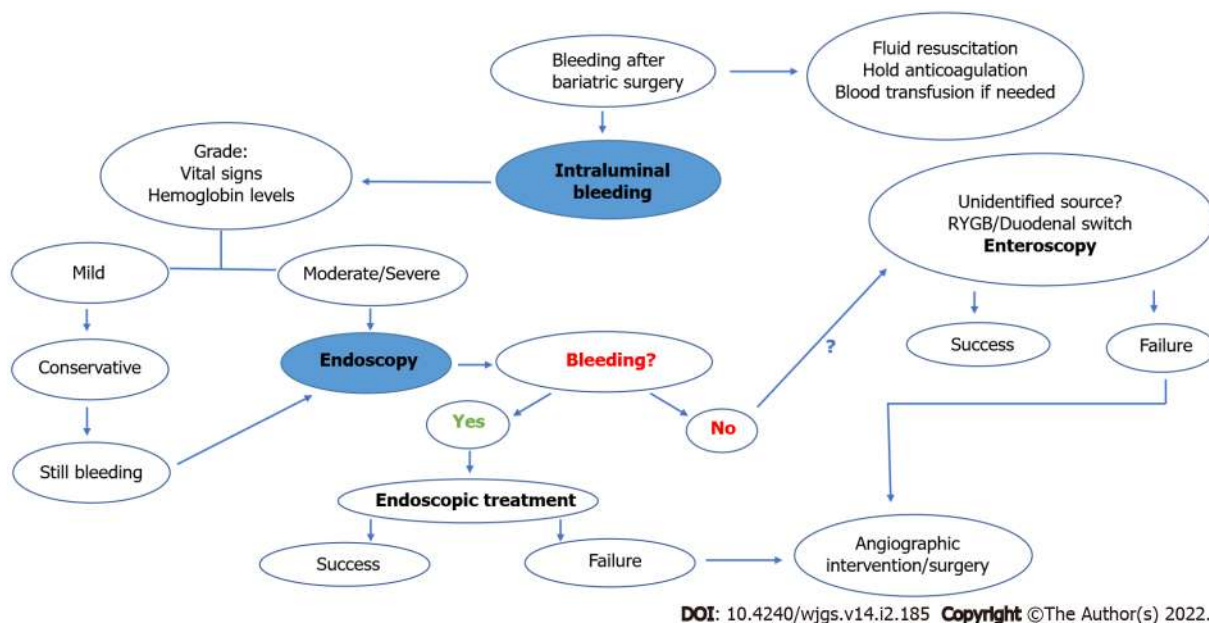 Bleeding after
bariatric surgery
Fluid resuscitation
Hold anticoagulation
Blood transfusion if needed
Intraluminal
bleeding
Grade:
Vital signs
Hemoglobin levels
Mild
Moderate/Severe
Conservative
Still bleeding
Endoscopy
Bleeding?
Yes
No
?
Unidentified source?
RYGB/Duodenal switch
Enteroscopy
Success
Failure
Endoscopic treatment
Success
Failure
Angiographic
intervention/surgery
DOI: 10.4240/wjgs.v14.i2.185 Copyright ©The Author(s) 2022.